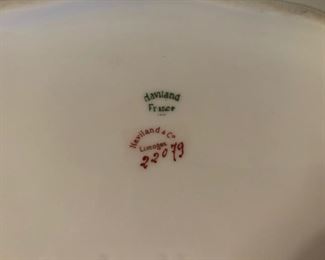 Haviland
France
Haviland & Co.
Limoges
22079